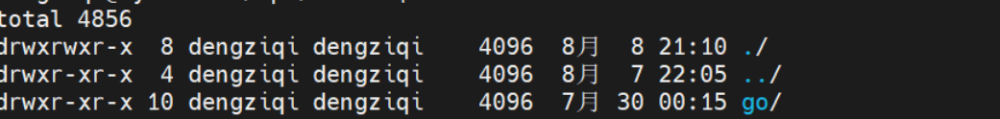 total 4856
drwxrwxr-x  8 dengziqi dengziqi    4096  8月  8 21:10 ./
drwxr-xr-x  4 dengziqi dengziqi    4096  8月  7 22:05 ../
drwxr-xr-x 10 dengziqi dengziqi    4096  7月 30 00:15 go/